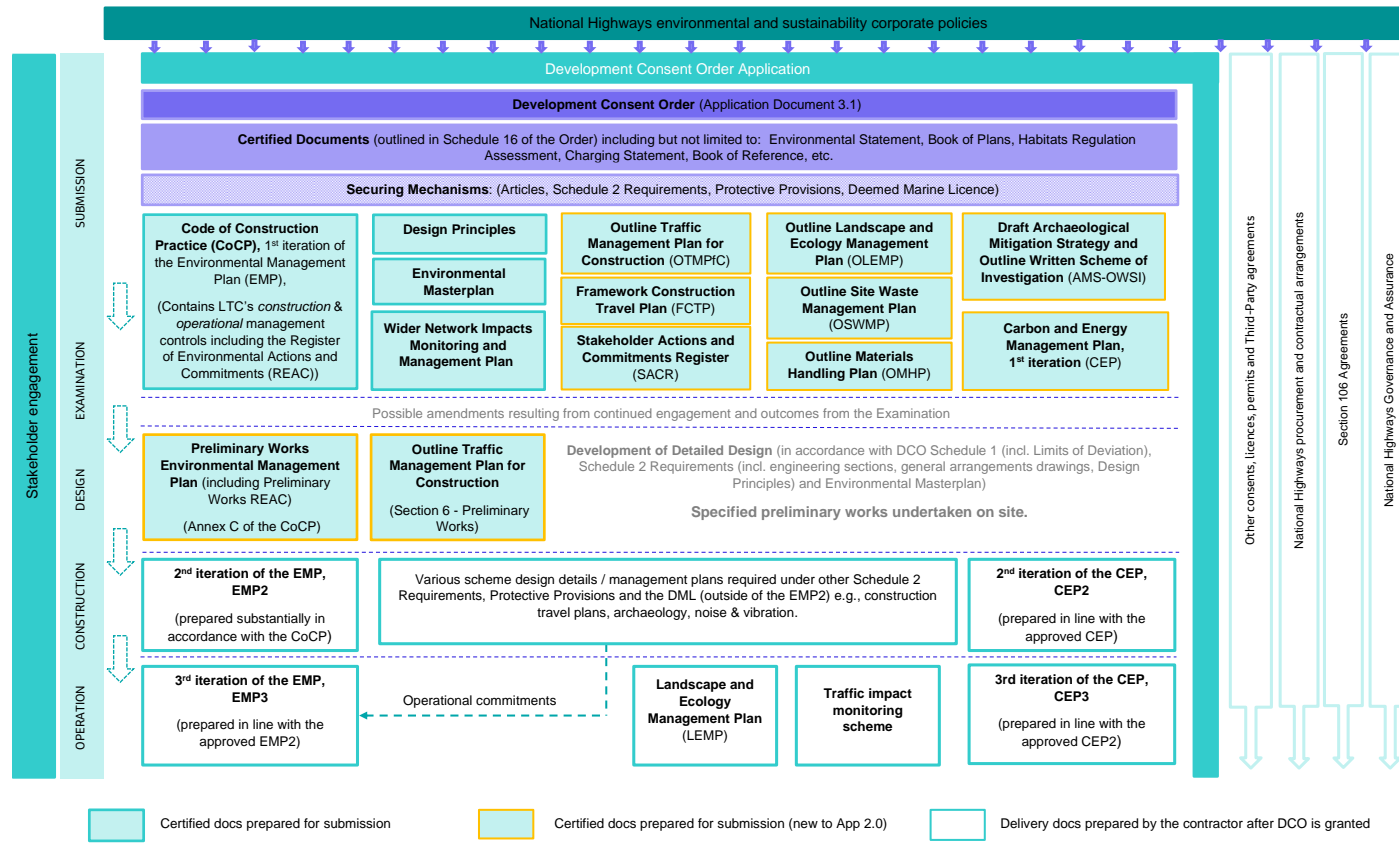 National Highways environmental and sustainability corporate policies
Development Consent Order Application
Development Consent Order (Application Document 3.1)
Certified Documents (outlined in Schedule 16 of the Order) including but not limited to: Environmental Statement, Book of Plans, Habitats Regulation
Assessment, Charging Statement, Book of Reference, etc.
Securing Mechanisms: (Articles, Schedule 2 Requirements, Protective Provisions, Deemed Marine Licence)
Stakeholder engagement
SUBMISSION
EXAMINATION
DESIGN
CONSTRUCTION
OPERATION
Code of Construction
Practice (CoCP), 1st iteration of
the Environmental Management
Plan (EMP),
(Contains LTC's construction &
operational management
controls including the Register
of Environmental Actions and
Commitments (REAC))
Design Principles
Environmental
Masterplan
Wider Network Impacts
Monitoring and
Management Plan
Outline Traffic
Management Plan for
Construction (OTMPfC)
Framework Construction
Travel Plan (FCTP)
Stakeholder Actions and
Commitments Register
(SACR)
Outline Landscape and
Ecology Management
Plan (OLEMP)
Outline Site Waste
Management Plan
(OSWMP)
Outline Materials
Handling Plan (OMHP)
Draft Archaeological
Mitigation Strategy and
Outline Written Scheme of
Investigation (AMS-OWSI)
Carbon and Energy
Management Plan,
1st iteration (CEP)
Possible amendments resulting from continued engagement and outcomes from the Examination
Preliminary Works
Environmental Management
Plan (including Preliminary
Works REAC)
(Annex C of the CoCP)
Outline Traffic
Management Plan for
Construction
(Section 6 - Preliminary
Works)
Development of Detailed Design (in accordance with DCO Schedule 1 (incl. Limits of Deviation),
Schedule 2 Requirements (incl. engineering sections, general arrangements drawings, Design
Principles) and Environmental Masterplan)
Specified preliminary works undertaken on site.
2nd iteration of the EMP,
EMP2
(prepared substantially in
accordance with the CoCP)
Various scheme design details / management plans required under other Schedule 2
Requirements, Protective Provisions and the DML (outside of the EMP2) e.g., construction
travel plans, archaeology, noise & vibration.
2nd iteration of the CEP,
CEP2
(prepared in line with the
approved CEP)
3rd iteration of the EMP,
EMP3
(prepared in line with the
approved EMP2)
Operational commitments
Landscape and
Ecology
Management Plan
(LEMP)
Traffic impact
monitoring
scheme
3rd iteration of the CEP,
CEP3
(prepared in line with the
approved CEP2)
Other consents, licences, permits and Third-Party agreements
National Highways procurement and contractual arrangements
Section 106 Agreements
National Highways Governance and Assurance
Certified docs prepared for submission
Certified docs prepared for submission (new to App 2.0)
Delivery docs prepared by the contractor after DCO is granted